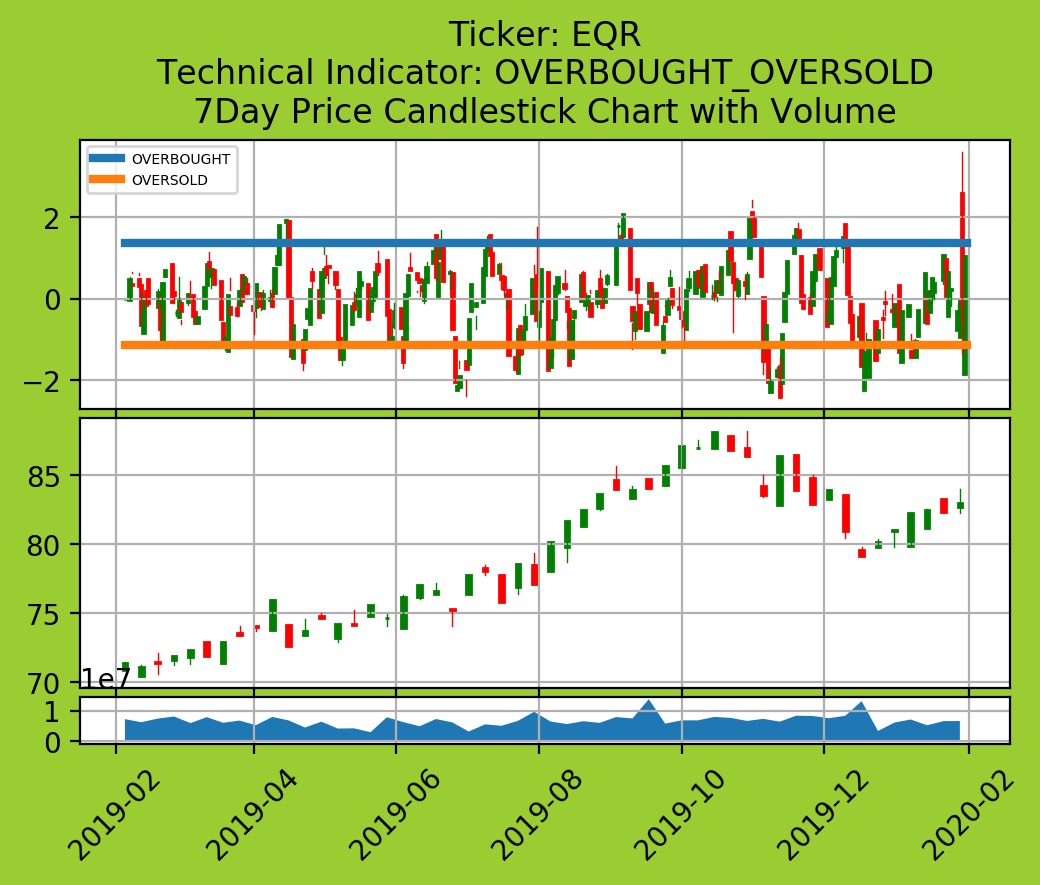 Ticker: EQR
Technical Indicator: OVERBOUGHT_OVERSOLD
7Day Price Candlestick Chart with Volume
OVERBOUGHT
OVERSOLD
2
0
−2
85
80
75
70
1e7
1
0
2019-02
2019-04
2019-06
2019-08
2019-10
2019-12
2020-02